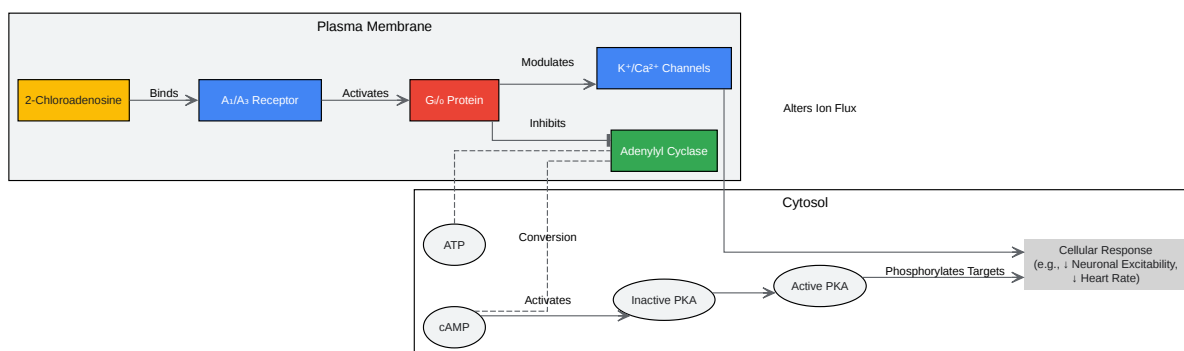 Plasma Membrane
2-Chloroadenosine
Binds
A₁/A₃ Receptor
Activates
Gᵢ/₀ Protein
Modulates
K⁺/Ca²⁺ Channels
Inhibits
Adenylyl Cyclase
Alters Ion Flux
Cytosol
ATP
Conversion
cAMP
Activates
Inactive PKA
Active PKA
Phosphorylates Targets
Cellular Response
(e.g., ↓ Neuronal Excitability,
↓ Heart Rate)